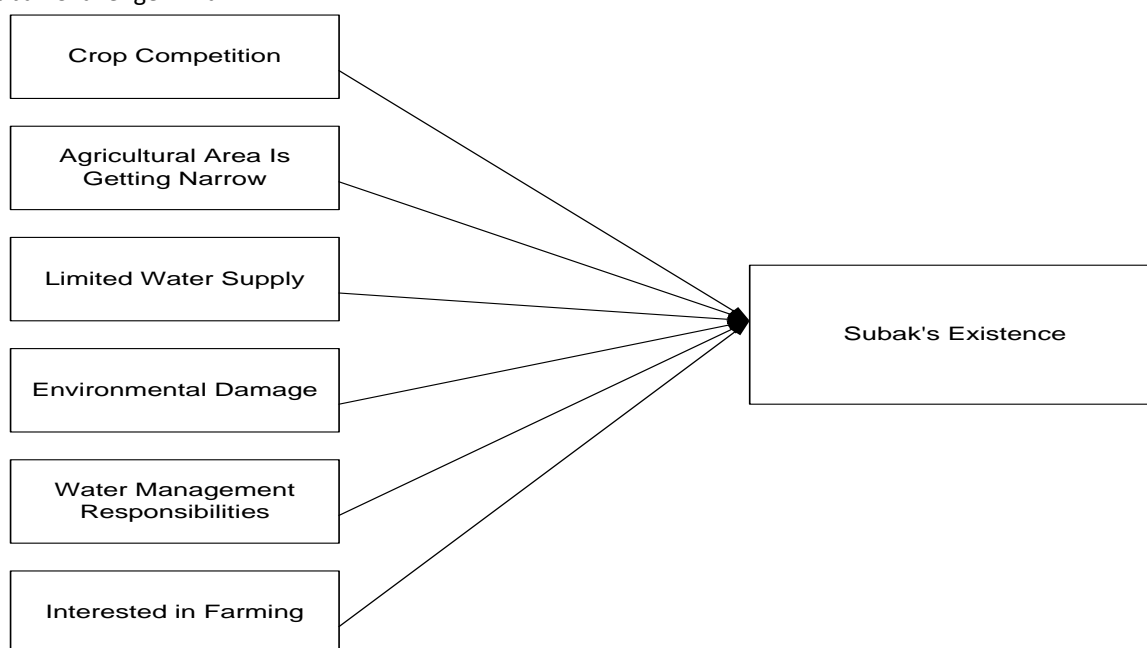 Crop Competition
Agricultural Area Is
Getting Narrow
Limited Water Supply
Environmental Damage
Water Management
Responsibilities
Interested in Farming
Subak's Existence